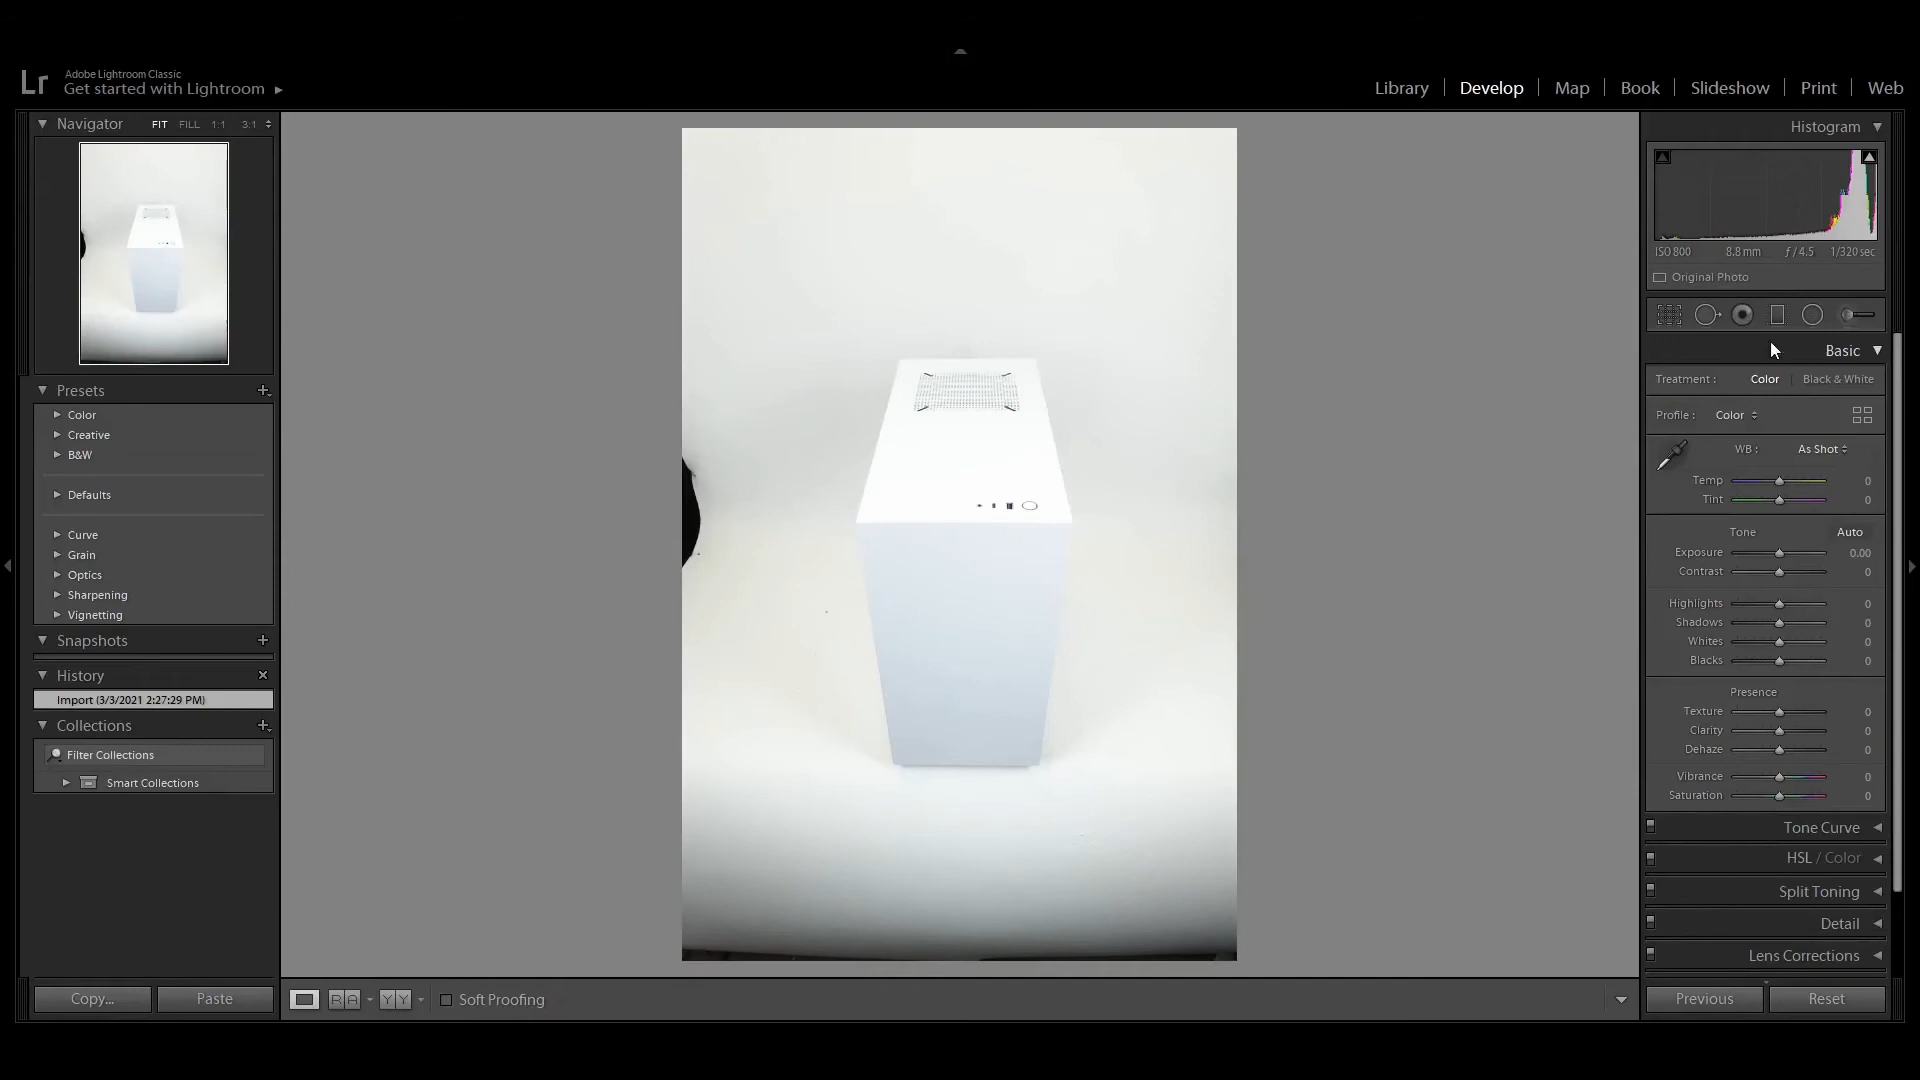 Lr
Adobe Lightroom Classic
Get started with Lightroom
Library
Develop
Map
Book
Slideshow
Print
Web
Navigator
FIT
FILL
1:1
3:1
Presets
Color
Creative
B&W
Defaults
Curve
Grain
Optics
Sharpening
Vignetting
Snapshots
History
Import (3/3/2021 2:27:29 PM)
Collections
Filter Collections
Smart Collections
Copy...
Paste
RA
YY
Soft Proofing
Histogram
ISO 800
8.8 mm
ƒ / 4.5
1/320 sec
Original Photo
Basic
Treatment :
Color
Black & White
Profile :
Color
WB :
As Shot
Temp
0
Tint
0
Tone
Auto
Exposure
0.00
Contrast
0
Highlights
0
Shadows
0
Whites
0
Blacks
0
Presence
Texture
0
Clarity
0
Dehaze
0
Vibrance
0
Saturation
0
Tone Curve
HSL / Color
Split Toning
Detail
Lens Corrections
Previous
Reset